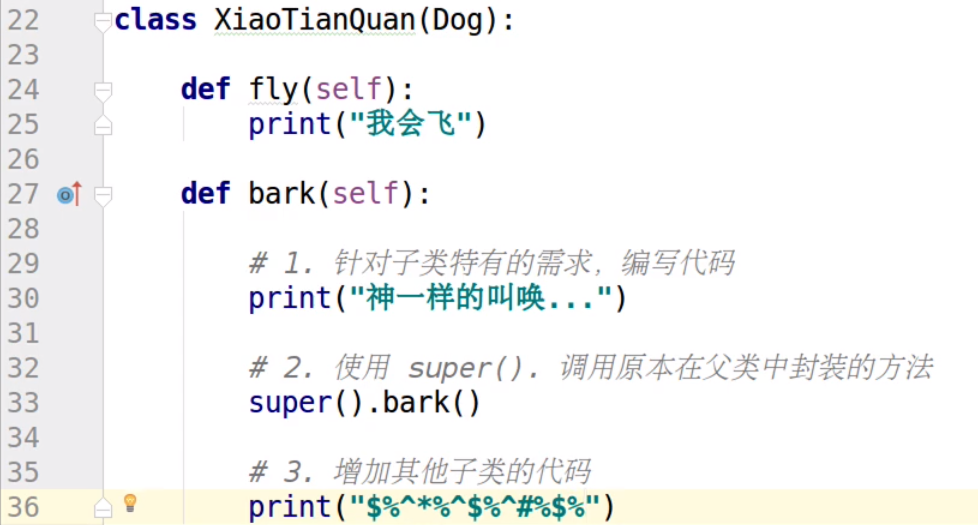 22 class XiaoTianQuan(Dog):
23
24     def fly(self):
25         print("我会飞")
26
27     def bark(self):
28
29         # 1. 针对子类特有的需求，编写代码
30         print("神一样的叫唤...")
31
32         # 2. 使用 super(). 调用原本在父类中封装的方法
33         super().bark()
34
35         # 3. 增加其他子类的代码
36         print("$%^*%^$%^#%$%")